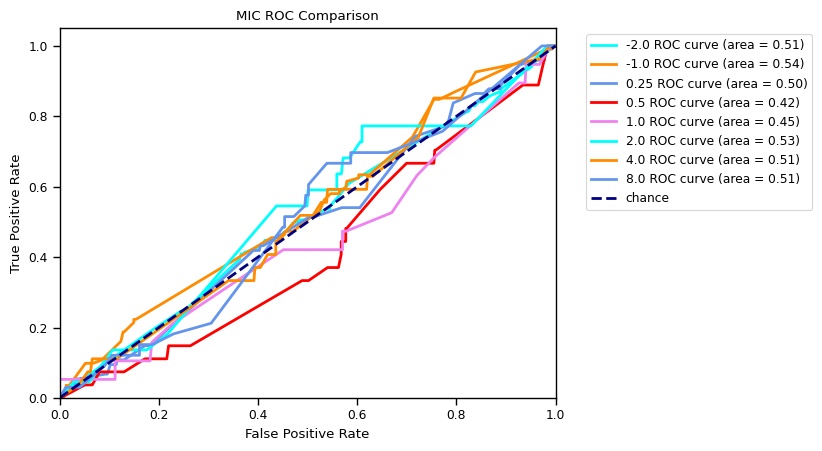 MIC ROC Comparison
1.0
0.8
0.6
0.4
0.2
0.0
True Positive Rate
0.0 0.2 0.4 0.6 0.8 1.0
False Positive Rate
-2.0 ROC curve (area = 0.51)
-1.0 ROC curve (area = 0.54)
0.25 ROC curve (area = 0.50)
0.5 ROC curve (area = 0.42)
1.0 ROC curve (area = 0.45)
2.0 ROC curve (area = 0.53)
4.0 ROC curve (area = 0.51)
8.0 ROC curve (area = 0.51)
chance